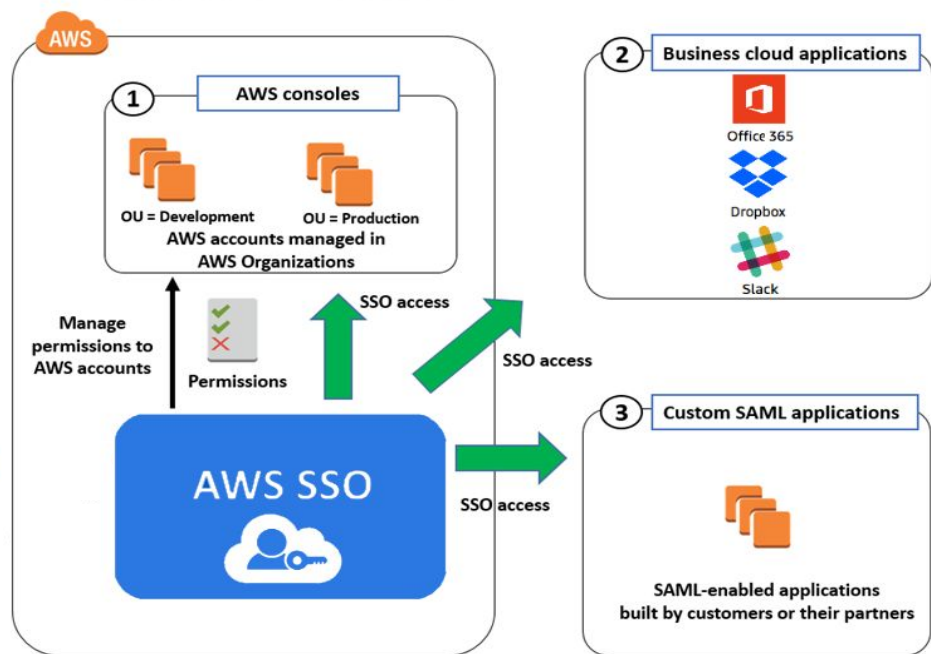 AWS
1
AWS consoles
OU = Development
OU = Production
AWS accounts managed in
AWS Organizations
Manage
permissions to
AWS accounts
Permissions
SSO access
AWS SSO
SSO access
SSO access
2
Business cloud applications
Office 365
Dropbox
Slack
3
Custom SAML applications
SAML-enabled applications
built by customers or their partners